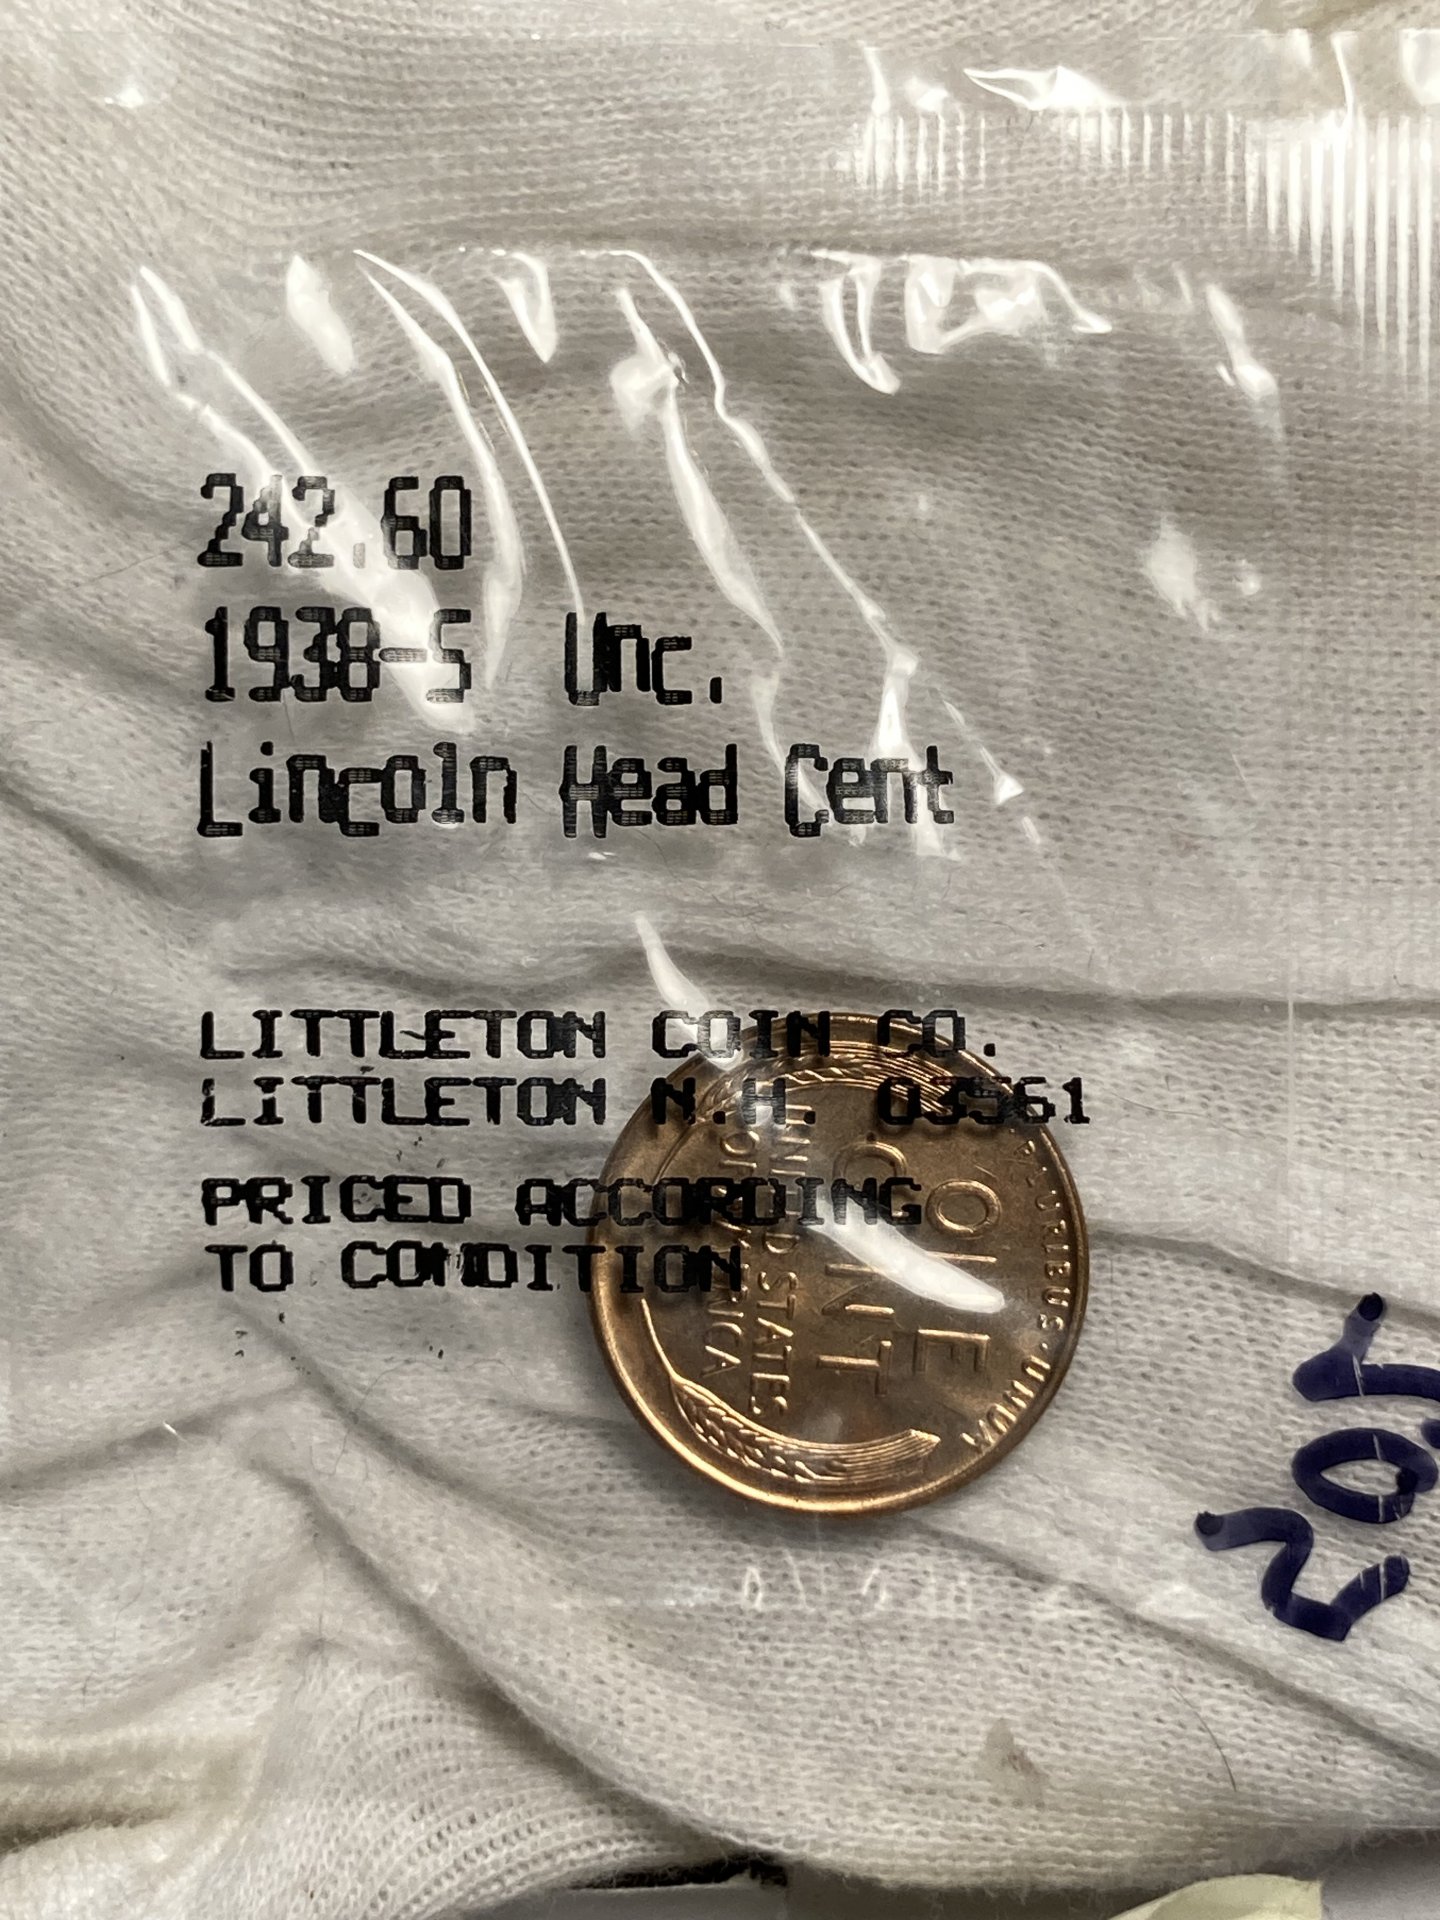 242.60
1938-S Unc.
Lincoln Head Cent
LITTLETON COIN CO.
LITTLETON N.H. 03561
PRICED ACCORDING
TO CONDITION
E·PLURIBUS·UNUM
ONE
CENT
UNITED STATES
OF AMERICA